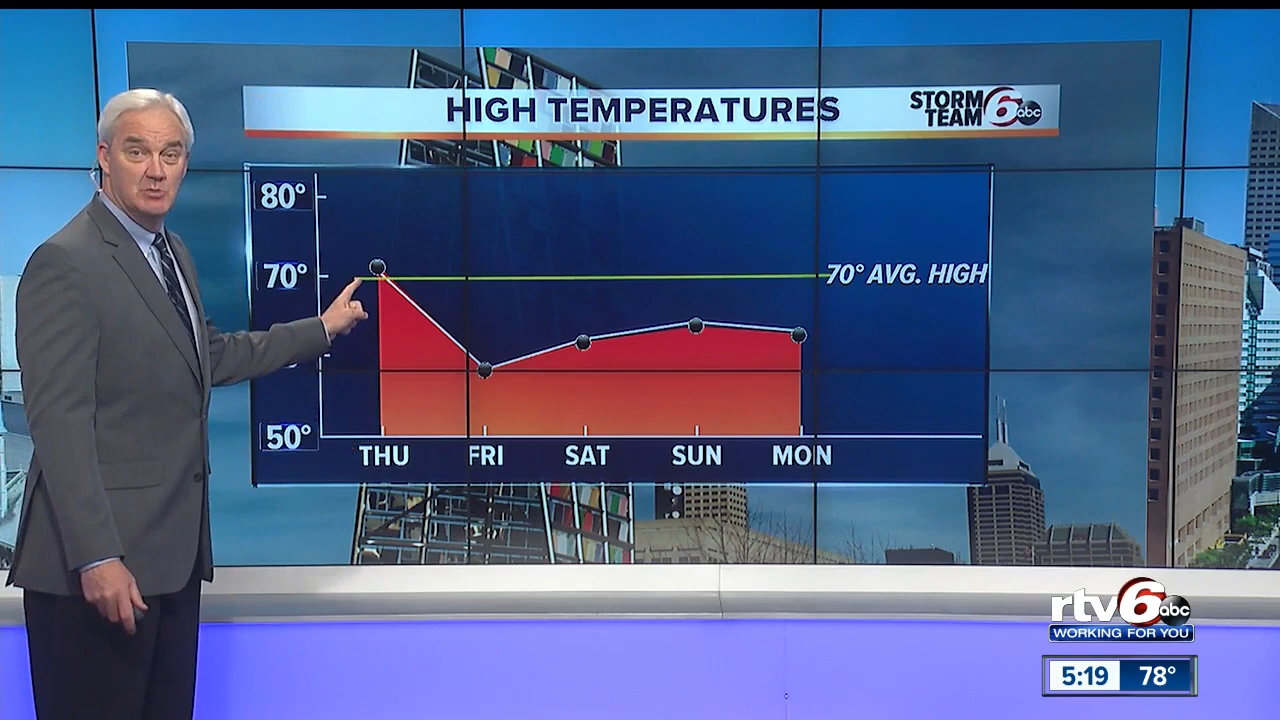 HIGH TEMPERATURES
STORM
TEAM 6 abc
80°
70°
70° AVG. HIGH
50°
THU FRI SAT SUN MON
rtv6 abc
WORKING FOR YOU
5:19 78°